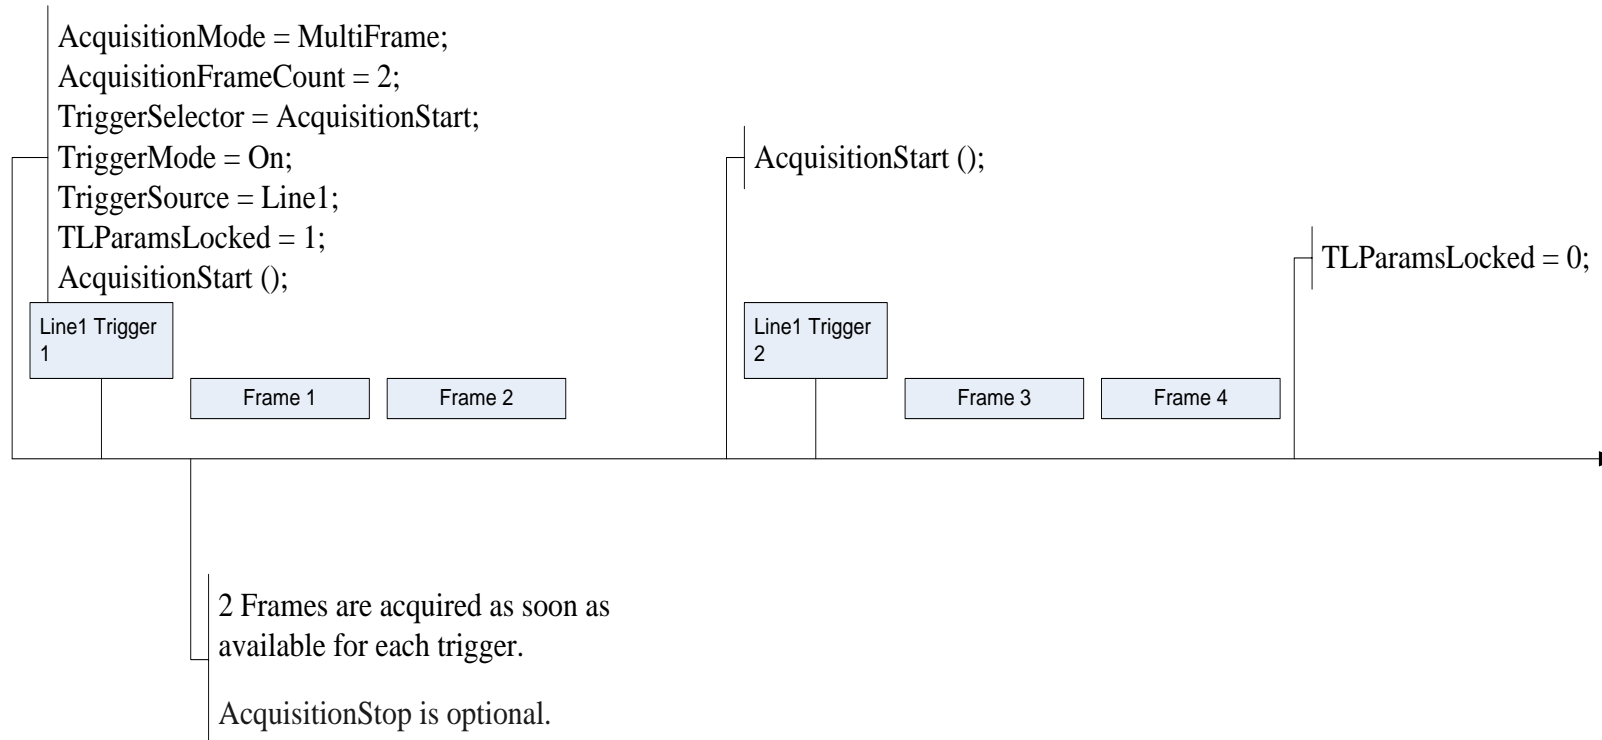 AcquisitionMode = MultiFrame;
AcquisitionFrameCount = 2;
TriggerSelector = AcquisitionStart;
TriggerMode = On;
TriggerSource = Line1;
TLParamsLocked = 1;
AcquisitionStart ();
AcquisitionStart ();
TLParamsLocked = 0;
Line1 Trigger
1
Frame 1
Frame 2
Line1 Trigger
2
Frame 3
Frame 4
2 Frames are acquired as soon as
available for each trigger.
AcquisitionStop is optional.